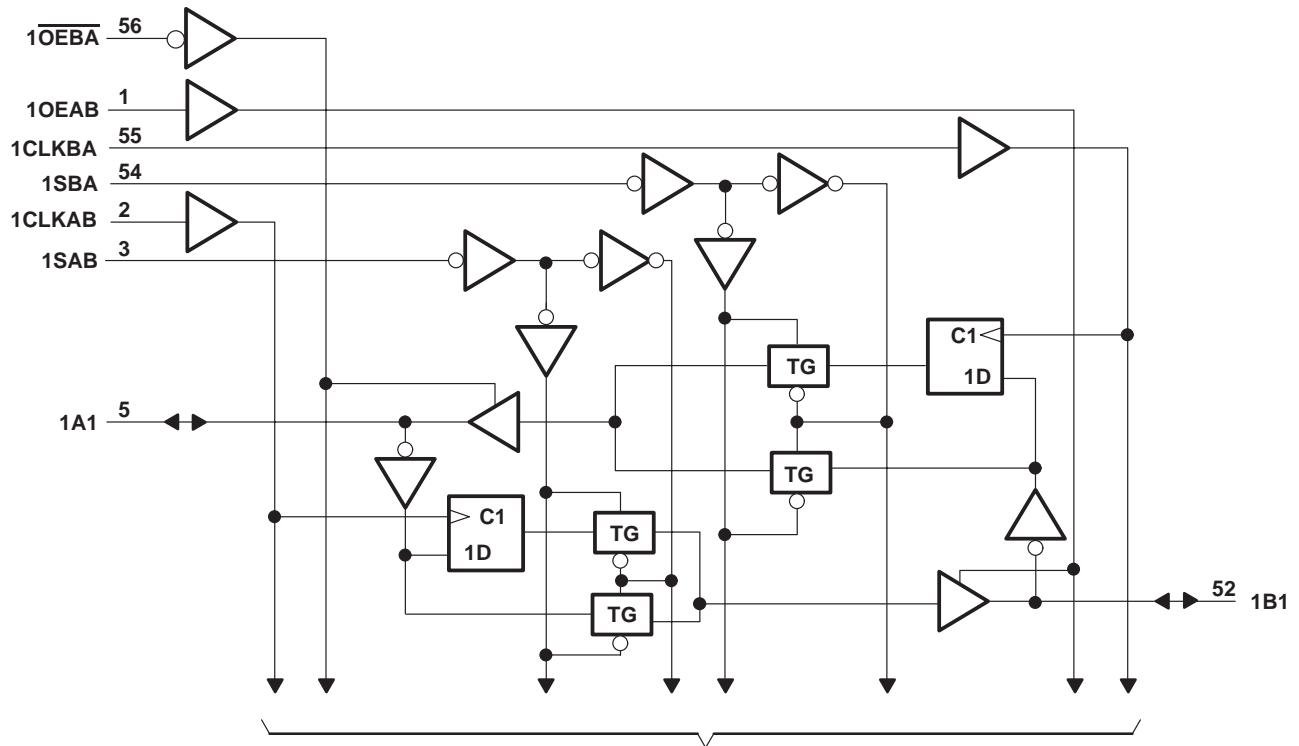 1O̅E̅B̅A̅ 56
1OEAB 1
1CLKBA 55
1SBA 54
1CLKAB 2
1SAB 3
C1
TG
1D
1A1 5
TG
C1
TG
1D
TG
52 1B1